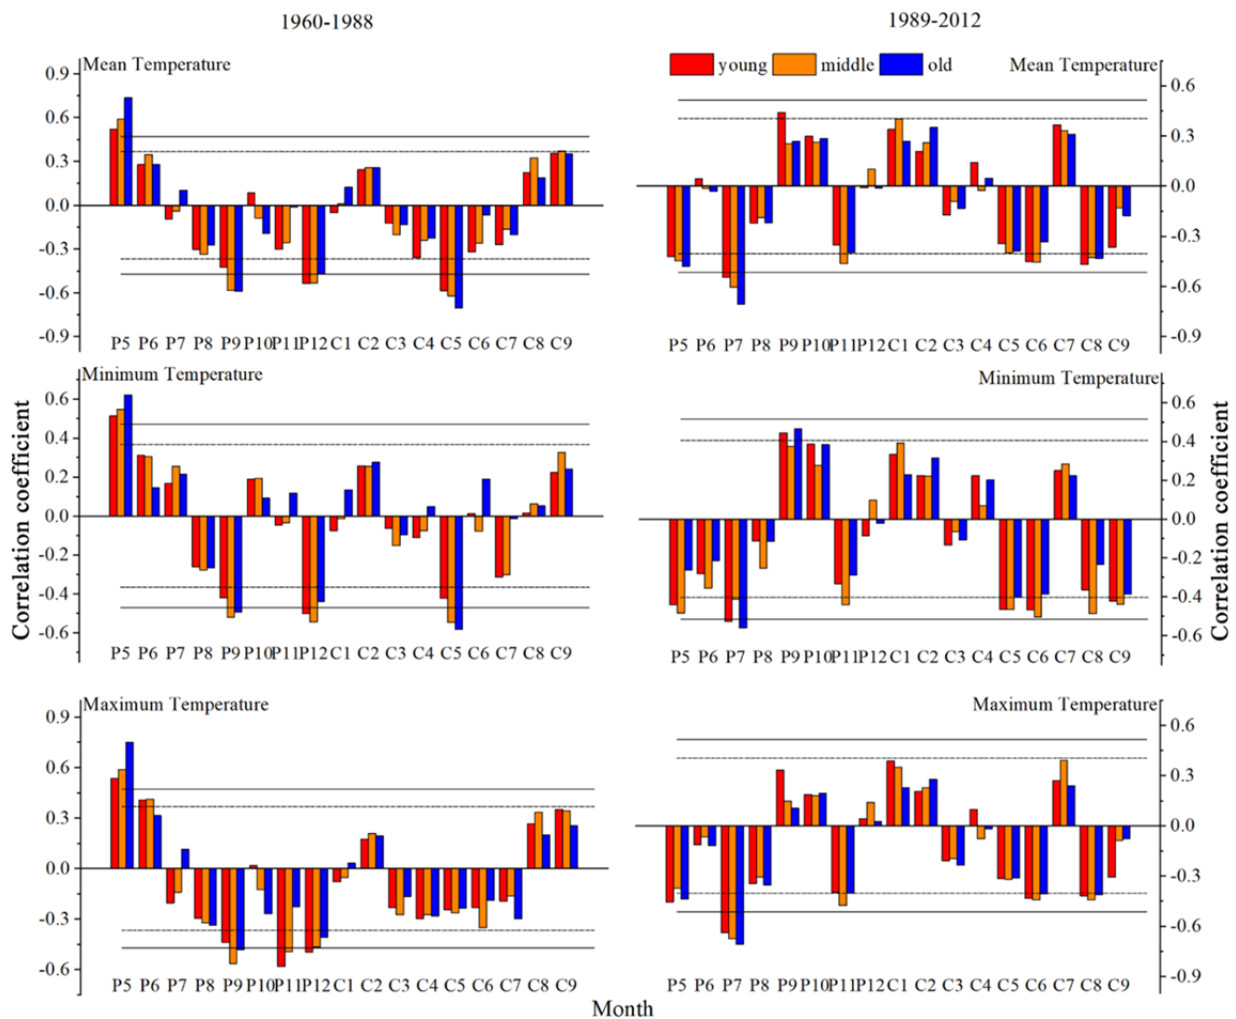 1960-1988
1989-2012
young middle old
Mean Temperature
0.9
0.6
0.3
0.0
-0.3
-0.6
-0.9
P5 P6 P7 P8 P9 P10 P11 P12 C1 C2 C3 C4 C5 C6 C7 C8 C9
Mean Temperature
0.6
0.3
0.0
-0.3
-0.6
-0.9
P5 P6 P7 P8 P9 P10 P11 P12 C1 C2 C3 C4 C5 C6 C7 C8 C9
Minimum Temperature
0.6
0.4
0.2
0.0
-0.2
-0.4
-0.6
P5 P6 P7 P8 P9 P10 P11 P12 C1 C2 C3 C4 C5 C6 C7 C8 C9
Minimum Temperature
0.6
0.4
0.2
0.0
-0.2
-0.4
-0.6
P5 P6 P7 P8 P9 P10 P11 P12 C1 C2 C3 C4 C5 C6 C7 C8 C9
Correlation coefficient
Correlation coefficient
Maximum Temperature
0.9
0.6
0.3
0.0
-0.3
-0.6
P5 P6 P7 P8 P9 P10 P11 P12 C1 C2 C3 C4 C5 C6 C7 C8 C9
Maximum Temperature
0.6
0.3
0.0
-0.3
-0.6
-0.9
P5 P6 P7 P8 P9 P10 P11 P12 C1 C2 C3 C4 C5 C6 C7 C8 C9
Month